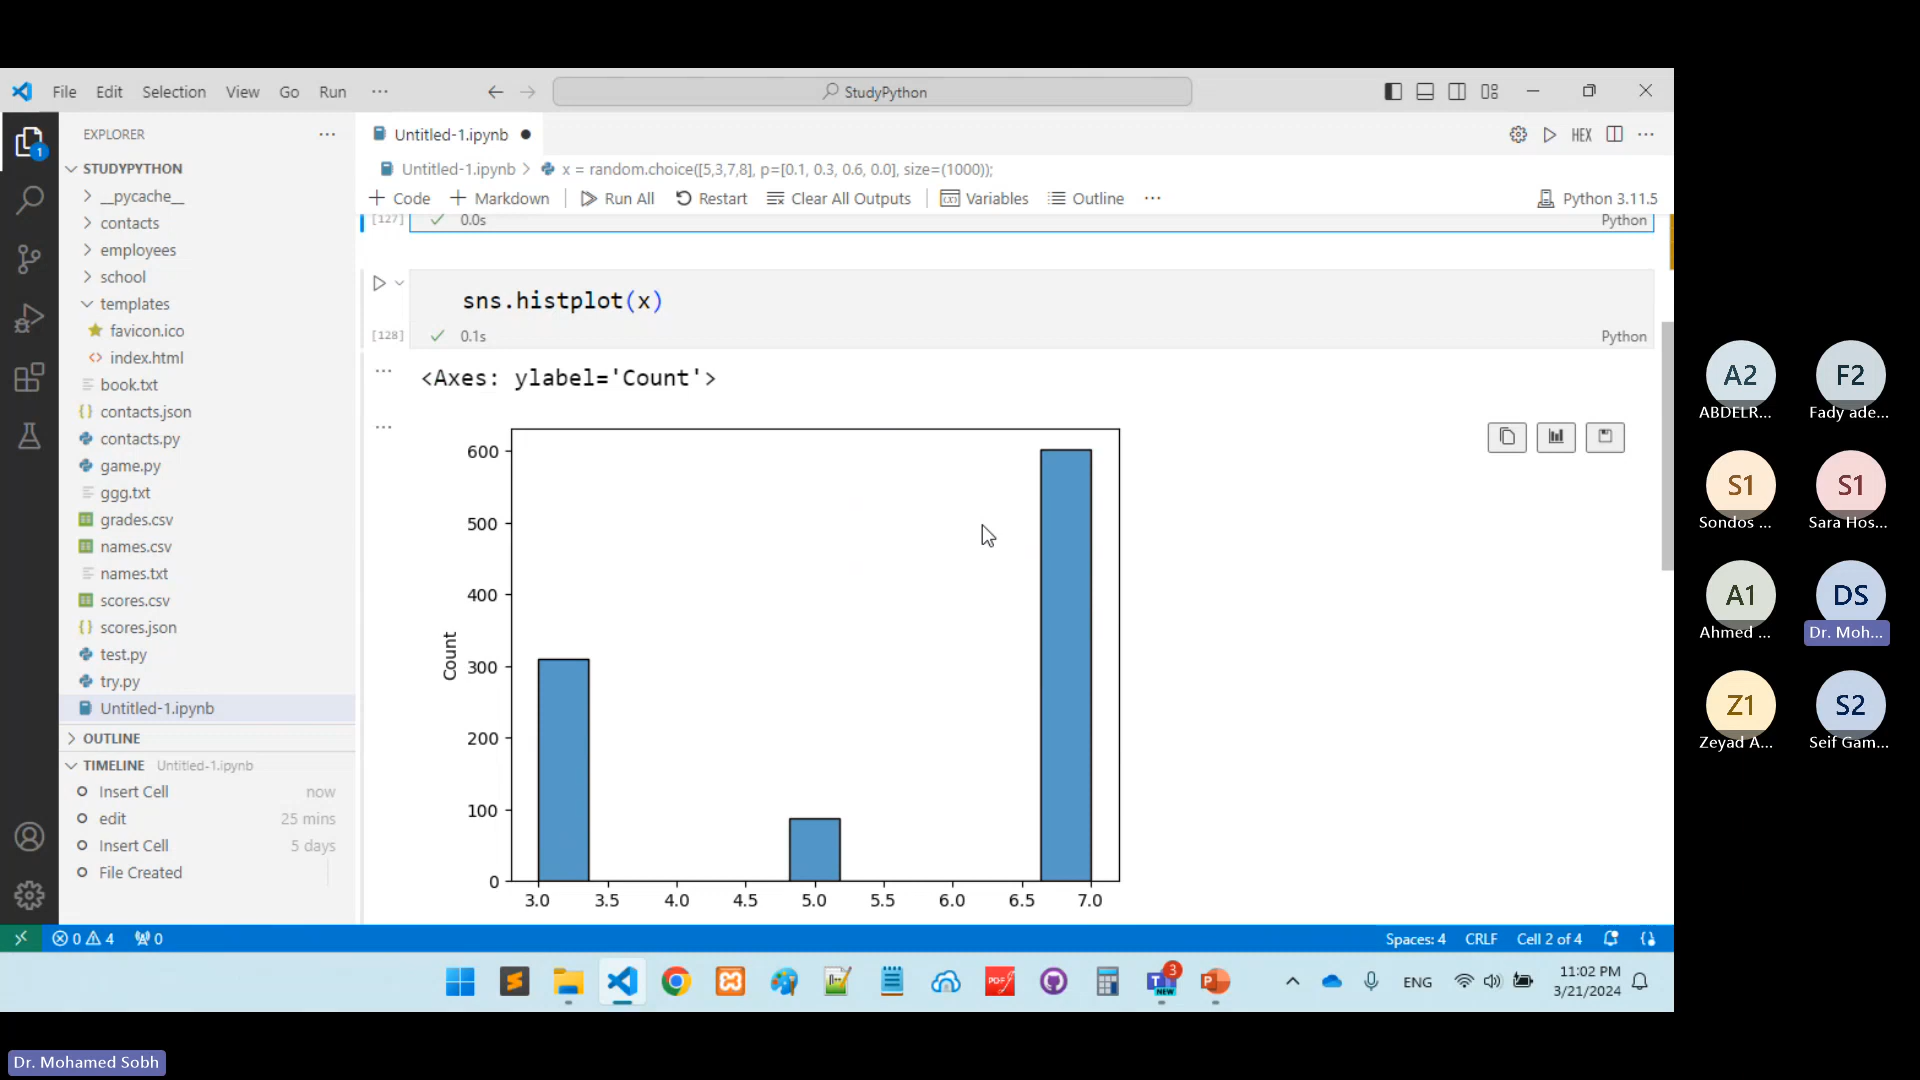 File Edit Selection View Go Run ··· StudyPython
EXPLORER ···
Untitled-1.ipynb
HEX ···
STUDYPYTHON
Untitled-1.ipynb > x = random.choice([5,3,7,8], p=[0.1, 0.3, 0.6, 0.0], size=(1000));
+ Code + Markdown Run All Restart Clear All Outputs Variables Outline ··· Python 3.11.5
__pycache__
contacts
employees
school
templates
favicon.ico
index.html
book.txt
contacts.json
contacts.py
game.py
ggg.txt
grades.csv
names.csv
names.txt
scores.csv
scores.json
test.py
try.py
Untitled-1.ipynb
OUTLINE
TIMELINE Untitled-1.ipynb
Insert Cell now
edit 25 mins
Insert Cell 5 days
File Created
[127] 0.0s Python
sns.histplot(x)
[128] 0.1s Python
<Axes: ylabel='Count'>
600
500
400
300
200
100
0
Count
3.0 3.5 4.0 4.5 5.0 5.5 6.0 6.5 7.0
0 4 0
Spaces: 4 CRLF Cell 2 of 4
ENG
11:02 PM
3/21/2024
1
3
NEW
PDF
A2 F2
ABDELR... Fady ade...
S1 S1
Sondos ... Sara Hos...
A1 DS
Ahmed ... Dr. Moh...
Z1 S2
Zeyad A... Seif Gam...
Dr. Mohamed Sobh